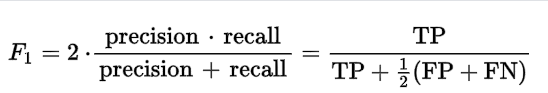 F₁ = 2 · precision · recall / precision + recall = TP / TP + ½(FP + FN)